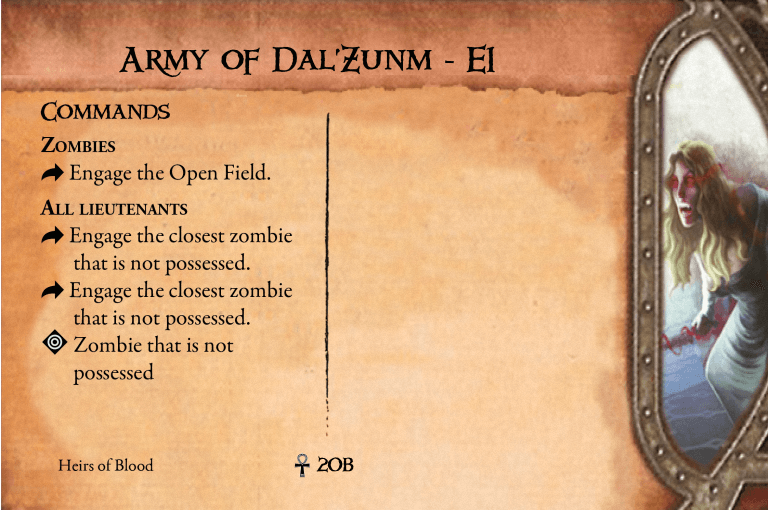 Army of Dal'Zunm - E1
Commands
Zombies
Engage the Open Field.
All lieutenants
Engage the closest zombie
that is not possessed.
Engage the closest zombie
that is not possessed.
Zombie that is not
possessed
Heirs of Blood
20B